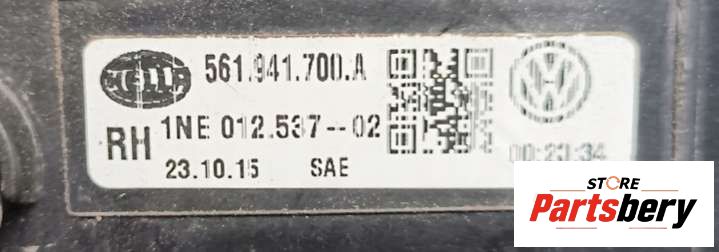 HELLA
561.941.700.A
RH 1NE 012.537--02
23.10.15 SAE
00:23:34
STORE
Partsbery